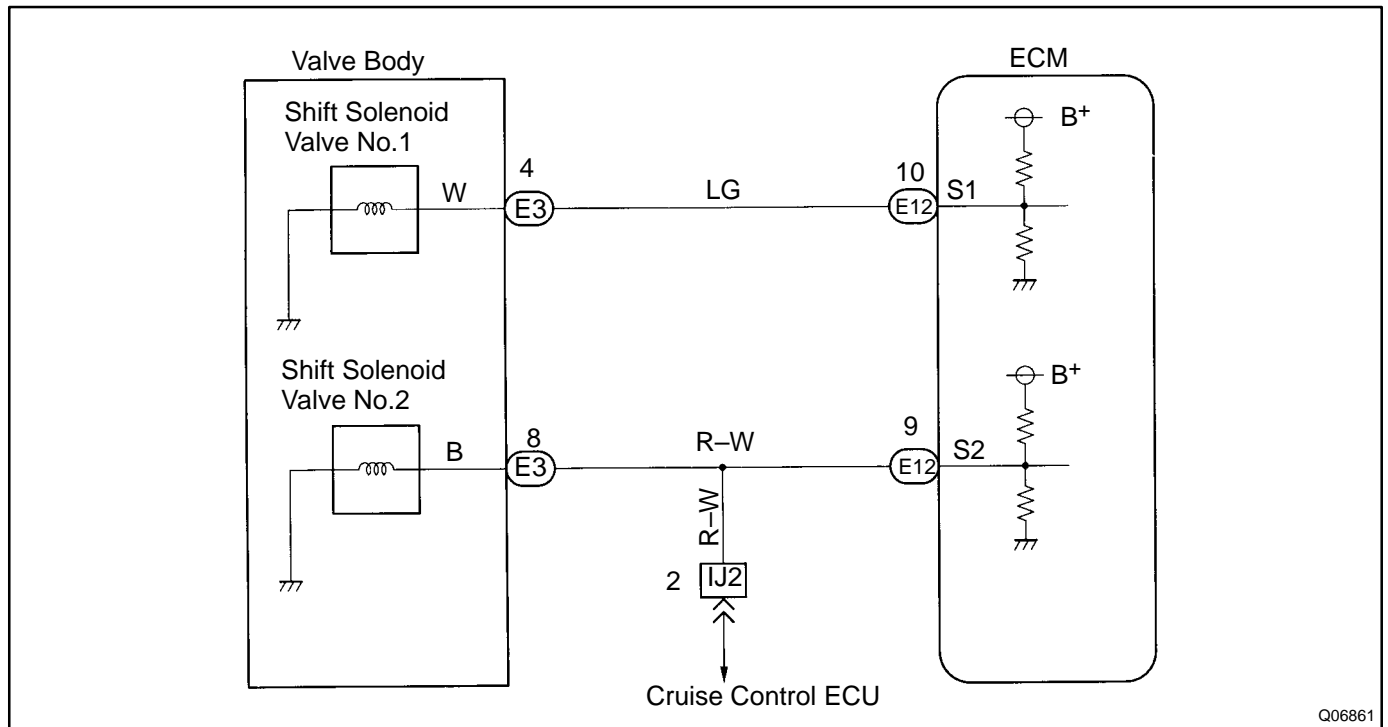 Valve Body
ECM
Shift Solenoid
Valve No.1
W
4
E3
LG
10
E12
S1
B+
Shift Solenoid
Valve No.2
B
8
E3
R–W
9
E12
S2
B+
R–W
2
IJ2
Cruise Control ECU
Q06861